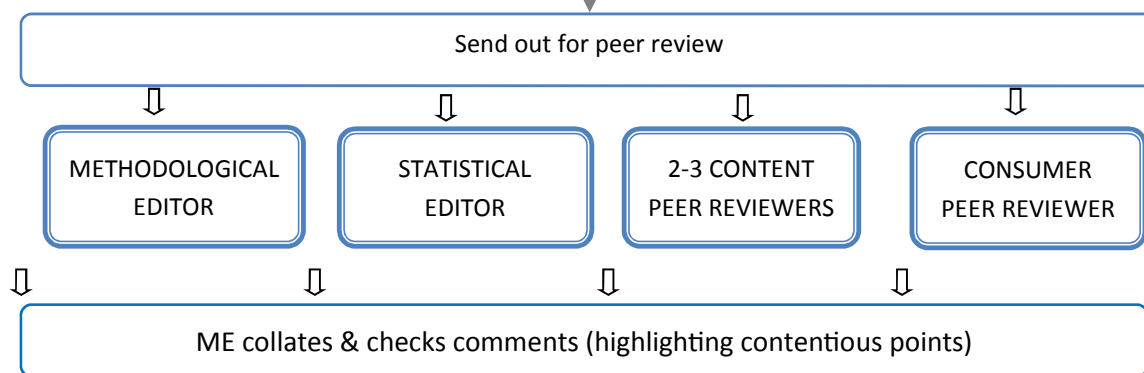 Send out for peer review
METHODOLOGICAL
EDITOR
STATISTICAL
EDITOR
2-3 CONTENT
PEER REVIEWERS
CONSUMER
PEER REVIEWER
ME collates & checks comments (highlighting contentious points)